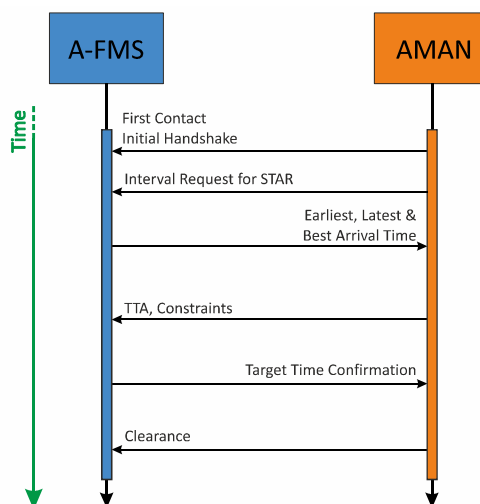 A-FMS
AMAN
Time
First Contact
Initial Handshake
Interval Request for STAR
Earliest, Latest &
Best Arrival Time
TTA, Constraints
Target Time Confirmation
Clearance